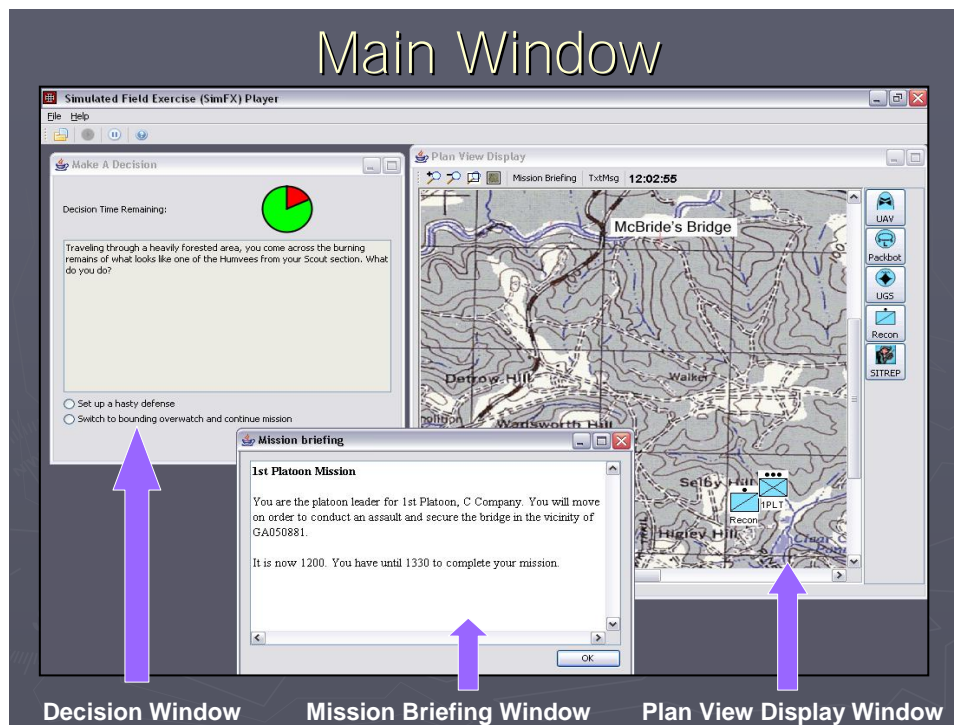 Main Window
Simulated Field Exercise (SimFX) Player
File Help
Make A Decision
Decision Time Remaining:
Traveling through a heavily forested area, you come across the burning
remains of what looks like one of the Humvees from your Scout section. What
do you do?
Set up a hasty defense
Switch to bounding overwatch and continue mission
Plan View Display
Mission Briefing TxtMsg 12:02:55
McBride's Bridge
Detrow Hill
Walker
Wadsworth Hill
Selby Hill
1PLT
Recon
Higley Hill
UAV
Packbot
UGS
Recon
SITREP
Mission briefing
1st Platoon Mission
You are the platoon leader for 1st Platoon, C Company. You will move
on order to conduct an assault and secure the bridge in the vicinity of
GA050881.
It is now 1200. You have until 1330 to complete your mission.
OK
Decision Window
Mission Briefing Window
Plan View Display Window